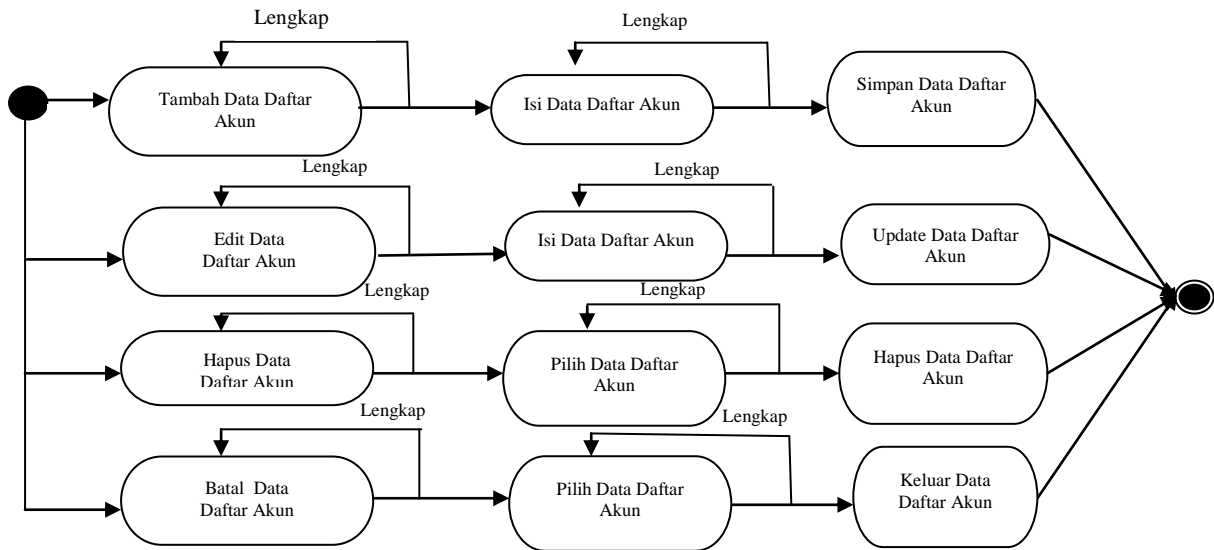 Lengkap
Lengkap
Tambah Data Daftar
Akun
Isi Data Daftar Akun
Simpan Data Daftar
Akun
Lengkap
Lengkap
Edit Data
Daftar Akun
Isi Data Daftar Akun
Update Data Daftar
Akun
Lengkap
Lengkap
Hapus Data
Daftar Akun
Pilih Data Daftar
Akun
Hapus Data Daftar
Akun
Lengkap
Lengkap
Batal  Data
Daftar Akun
Pilih Data Daftar
Akun
Keluar Data
Daftar Akun